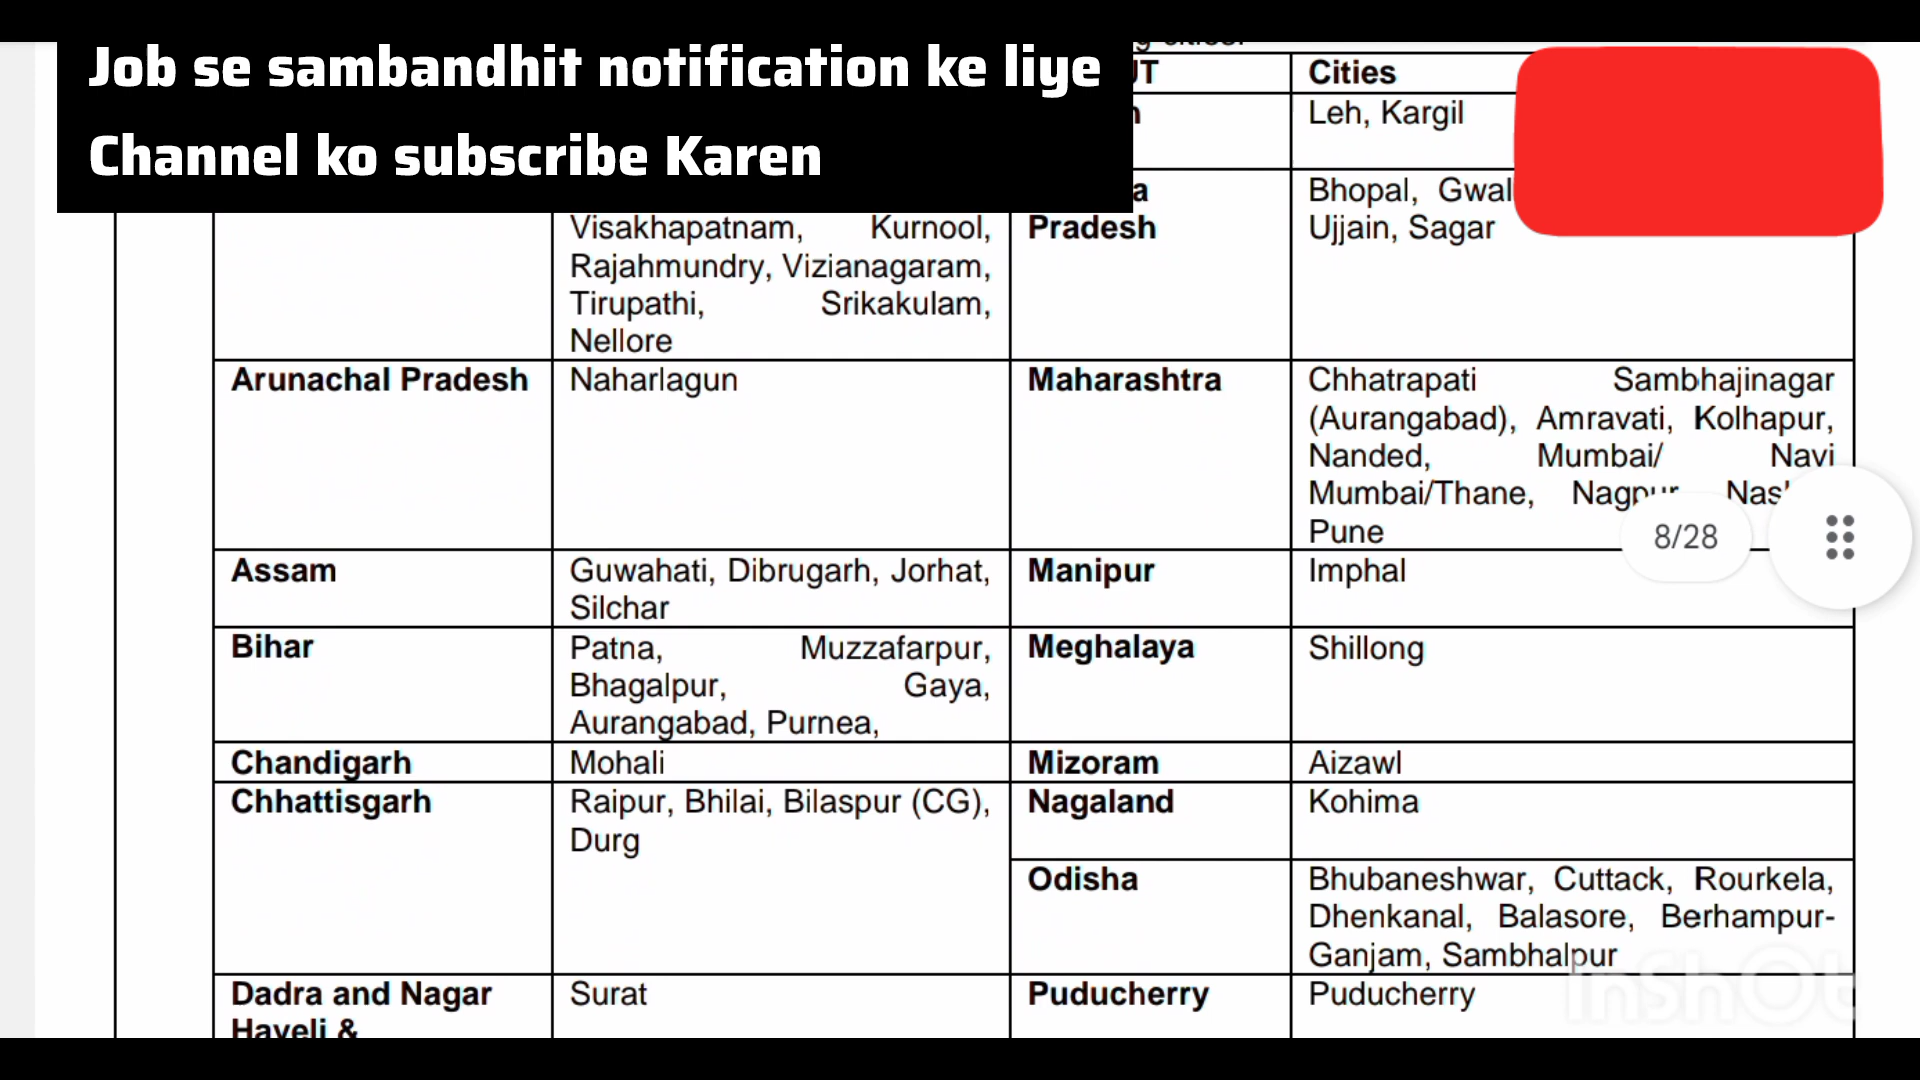 Job se sambandhit notification ke liye
Channel ko subscribe Karen
Cities
Leh, Kargil
Bhopal,
Pradesh
Ujjain, Sagar
Visakhapatnam, Kurnool,
Rajahmundry, Vizianagaram,
Tirupathi, Srikakulam,
Nellore
Arunachal Pradesh
Naharlagun
Maharashtra
Chhatrapati Sambhajinagar
(Aurangabad), Amravati, Kolhapur,
Nanded, Mumbai/ Navi
Mumbai/Thane,
Pune
8/28
Assam
Guwahati, Dibrugarh, Jorhat,
Silchar
Manipur
Imphal
Bihar
Patna, Muzzafarpur,
Bhagalpur, Gaya,
Aurangabad, Purnea,
Meghalaya
Shillong
Chandigarh
Mohali
Mizoram
Aizawl
Chhattisgarh
Raipur, Bhilai, Bilaspur (CG),
Durg
Nagaland
Kohima
Odisha
Bhubaneshwar, Cuttack, Rourkela,
Dhenkanal, Balasore, Berhampur-
Ganjam, Sambhalpur
Dadra and Nagar
Haveli &
Surat
Puducherry
Puducherry
InShOt